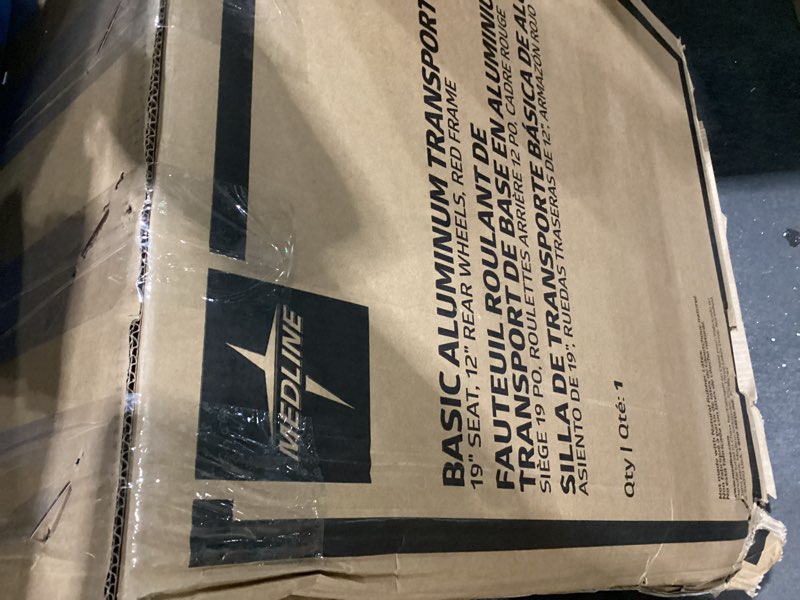 MEDLINE
BASIC ALUMINUM TRANSPORT
19" SEAT, 12" REAR WHEELS, RED FRAME
FAUTEUIL ROULANT DE
TRANSPORT DE BASE EN ALUMINIU
SIÈGE 19 PO, ROULETTES ARRIÈRE 12 PO, CADRE ROUGE
SILLA DE TRANSPORTE BÁSICA DE ALU
ASIENTO DE 19", RUEDAS TRASERAS DE 12", ARMAZÓN ROJO
Qty | Qté: 1